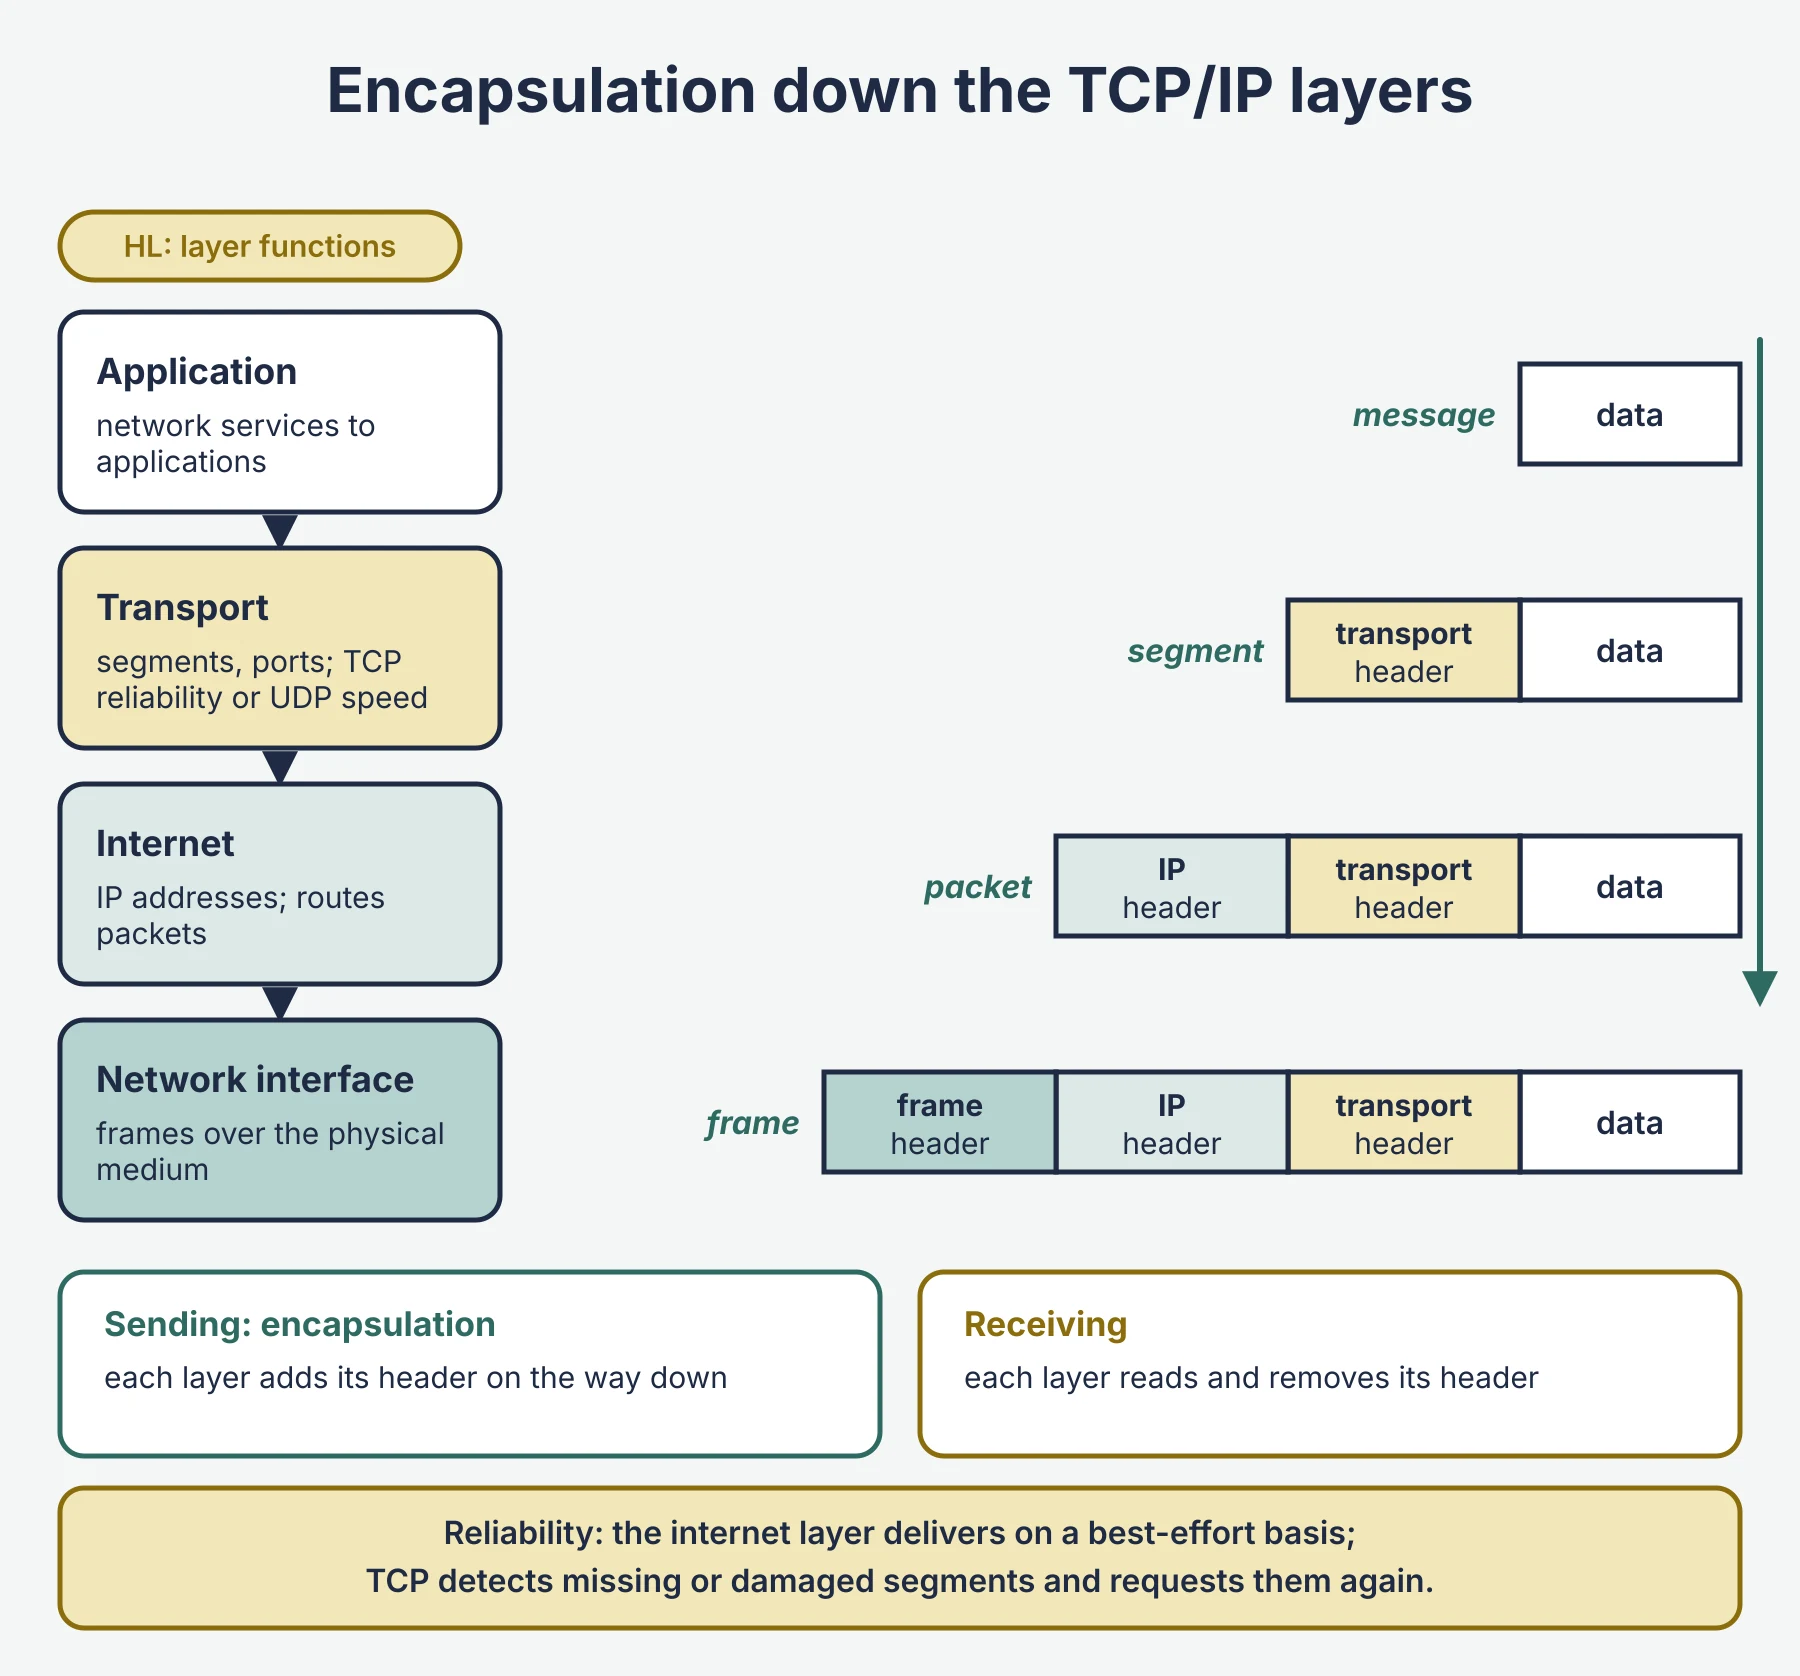 Encapsulation down the TCP/IP layers
HL: layer functions
Application
network services to
applications
message
data
Transport
segments, ports; TCP
reliability or UDP speed
segment
transport
header
data
Internet
IP addresses; routes
packets
packet
IP
header
transport
header
data
Network interface
frames over the physical
medium
frame
frame
header
IP
header
transport
header
data
Sending: encapsulation
each layer adds its header on the way down
Receiving
each layer reads and removes its header
Reliability: the internet layer delivers on a best-effort basis;
TCP detects missing or damaged segments and requests them again.